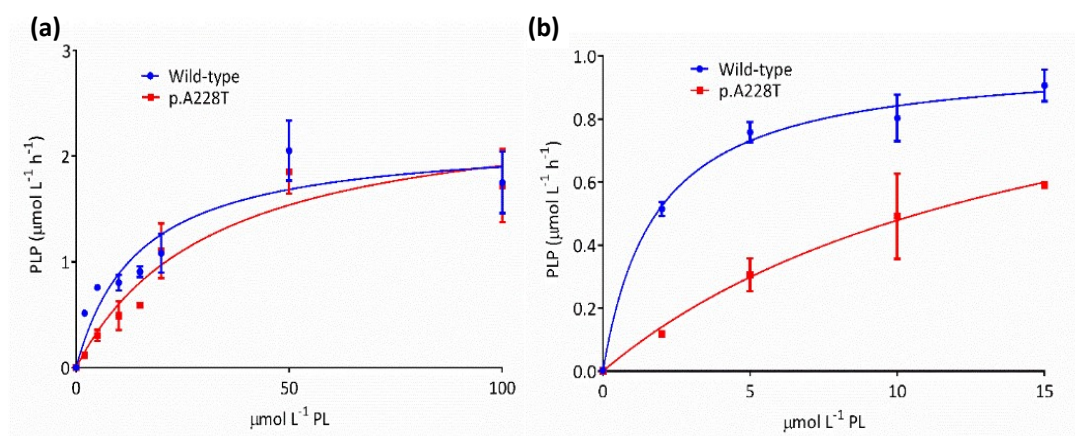 (a)
3
2
1
0
PLP (μmol L⁻¹ h⁻¹)
Wild-type
p.A228T
0
50
100
μmol L⁻¹ PL
(b)
1.0
0.8
0.6
0.4
0.2
0.0
PLP (μmol L⁻¹ h⁻¹)
Wild-type
p.A228T
0
5
10
15
μmol L⁻¹ PL